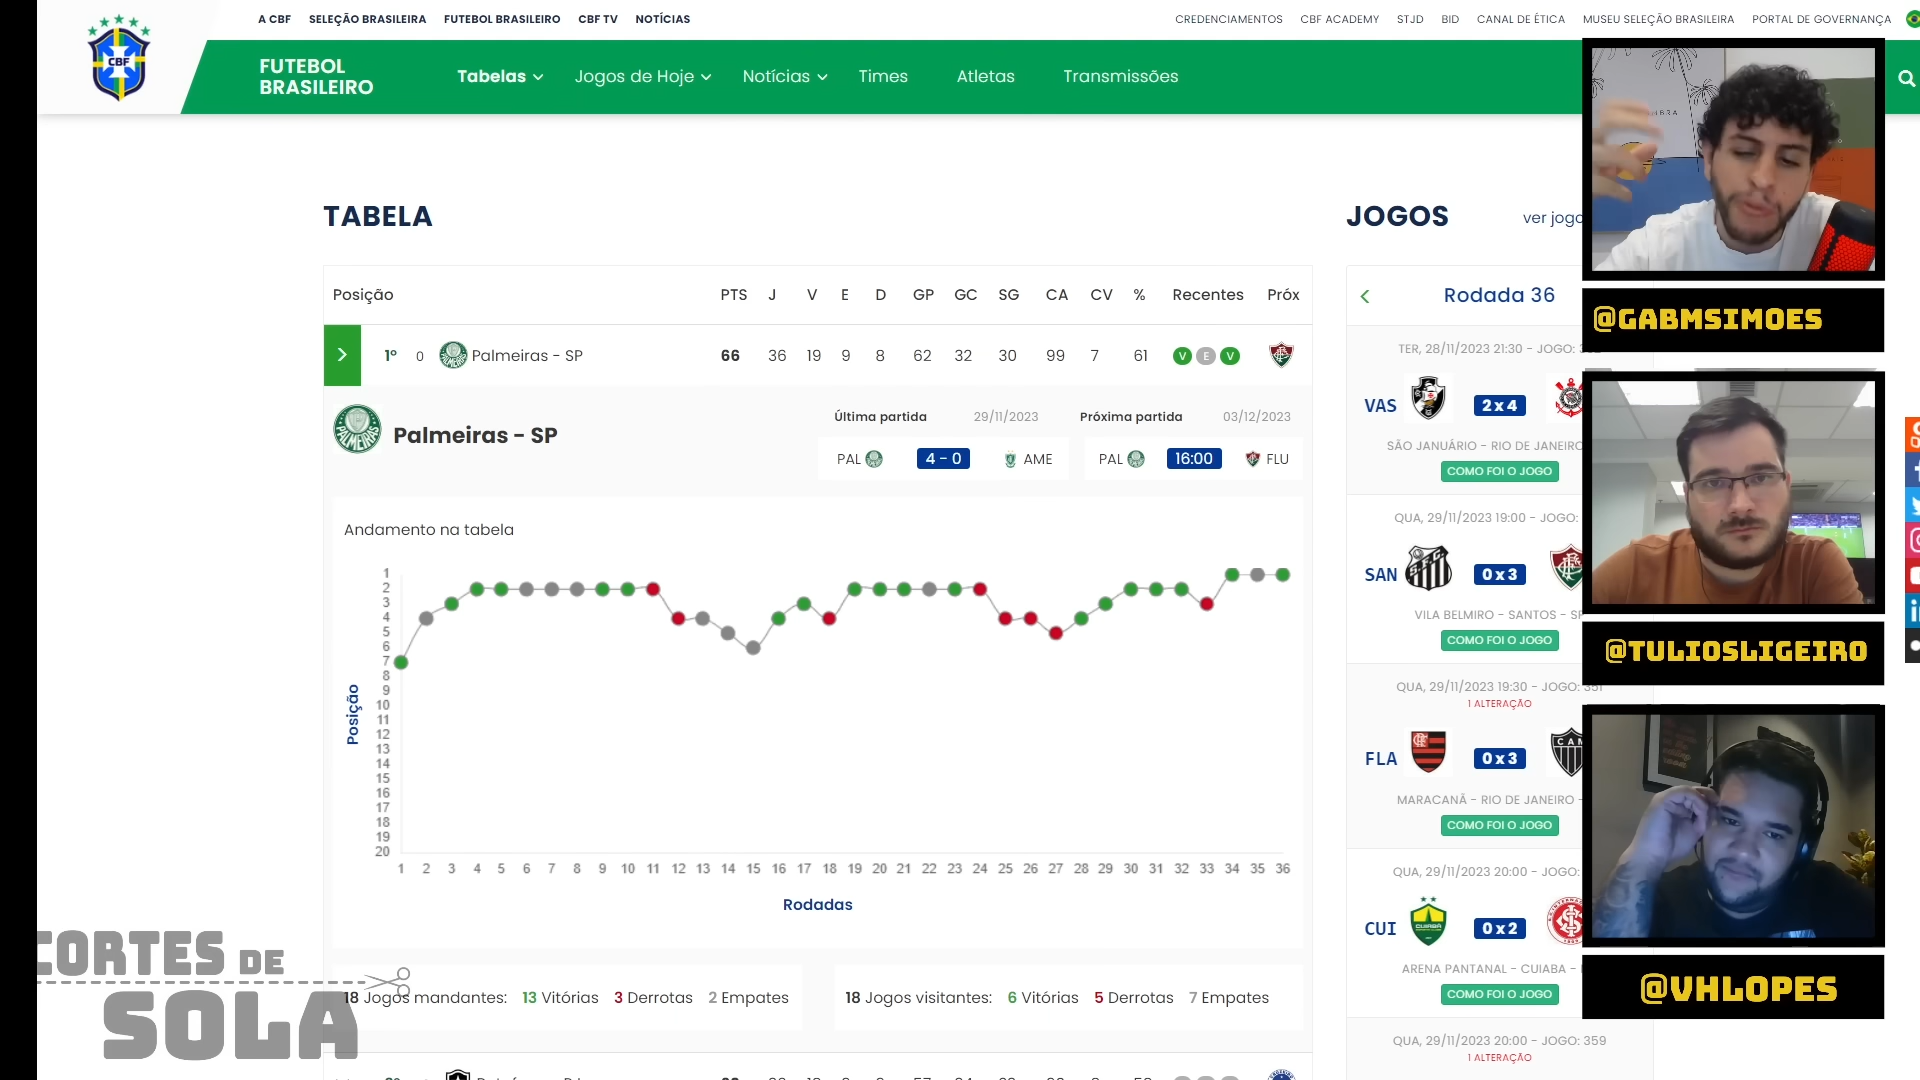 A CBF SELEÇÃO BRASILEIRA FUTEBOL BRASILEIRO CBF TV NOTÍCIAS
CREDENCIAMENTOS CBF ACADEMY STJD BID CANAL DE ÉTICA MUSEU SELEÇÃO BRASILEIRA PORTAL DE GOVERNANÇA
CBF
FUTEBOL
BRASILEIRO
Tabelas Jogos de Hoje Notícias Times Atletas Transmissões
TABELA
Posição PTS J V E D GP GC SG CA CV % Recentes Próx
1º 0 Palmeiras - SP 66 36 19 9 8 62 32 30 99 7 61 V E V
Palmeiras - SP
Última partida 29/11/2023
PAL 4 - 0 AME
Próxima partida 03/12/2023
PAL 16:00 FLU
Andamento na tabela
Posição
1
2
3
4
5
6
7
8
9
10
11
12
13
14
15
16
17
18
19
20
1 2 3 4 5 6 7 8 9 10 11 12 13 14 15 16 17 18 19 20 21 22 23 24 25 26 27 28 29 30 31 32 33 34 35 36
Rodadas
18 Jogos mandantes: 13 Vitórias 3 Derrotas 2 Empates
18 Jogos visitantes: 6 Vitórias 5 Derrotas 7 Empates
JOGOS
ver jogo
Rodada 36
TER, 28/11/2023 21:30 - JOGO:
VAS 2 x 4
SÃO JANUÁRIO - RIO DE JANEIRO
COMO FOI O JOGO
QUA, 29/11/2023 19:00 - JOGO:
SAN 0 x 3
VILA BELMIRO - SANTOS - SP
COMO FOI O JOGO
QUA, 29/11/2023 19:30 - JOGO: 351
1 ALTERAÇÃO
FLA 0 x 3
MARACANÃ - RIO DE JANEIRO -
COMO FOI O JOGO
QUA, 29/11/2023 20:00 - JOGO:
CUI 0 x 2
ARENA PANTANAL - CUIABA -
COMO FOI O JOGO
QUA, 29/11/2023 20:00 - JOGO: 359
1 ALTERAÇÃO
@GABMSIMOES
@TULIOSLIGEIRO
@VHLOPES
CORTES DE
SOLA